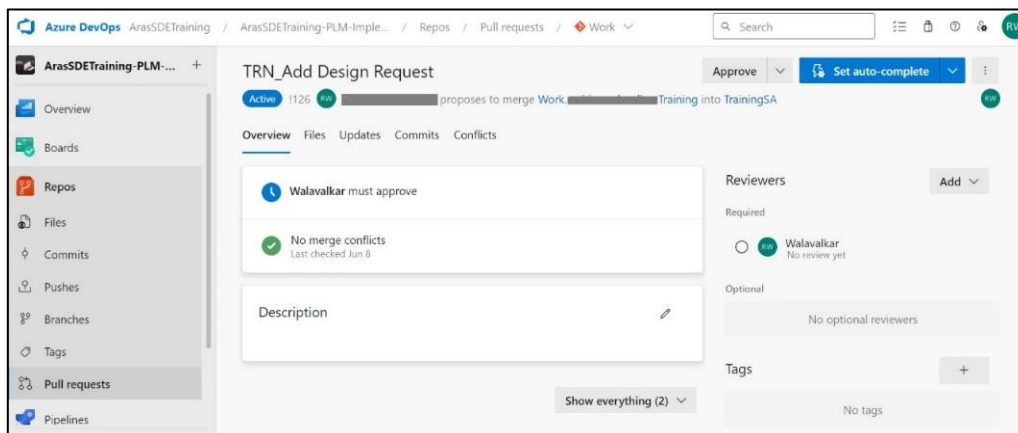 Azure DevOps ArasSDETraining / ArasSDETraining-PLM-Imple... / Repos / Pull requests / Work Search RW
ArasSDETraining-PLM-... +
Overview
Boards
Repos
Files
Commits
Pushes
Branches
Tags
Pull requests
Pipelines
TRN_Add Design Request
Approve Set auto-complete
Active !126 RW proposes to merge Work. Training into TrainingSA RW
Overview Files Updates Commits Conflicts
Walavalkar must approve
No merge conflicts
Last checked Jun 8
Description
Show everything (2)
Reviewers Add
Required
RW Walavalkar
No review yet
Optional
No optional reviewers
Tags +
No tags